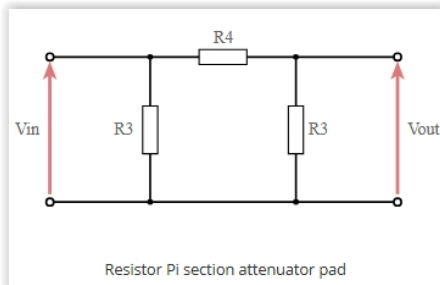 R4
Vin
R3
R3
Vout
Resistor Pi section attenuator pad